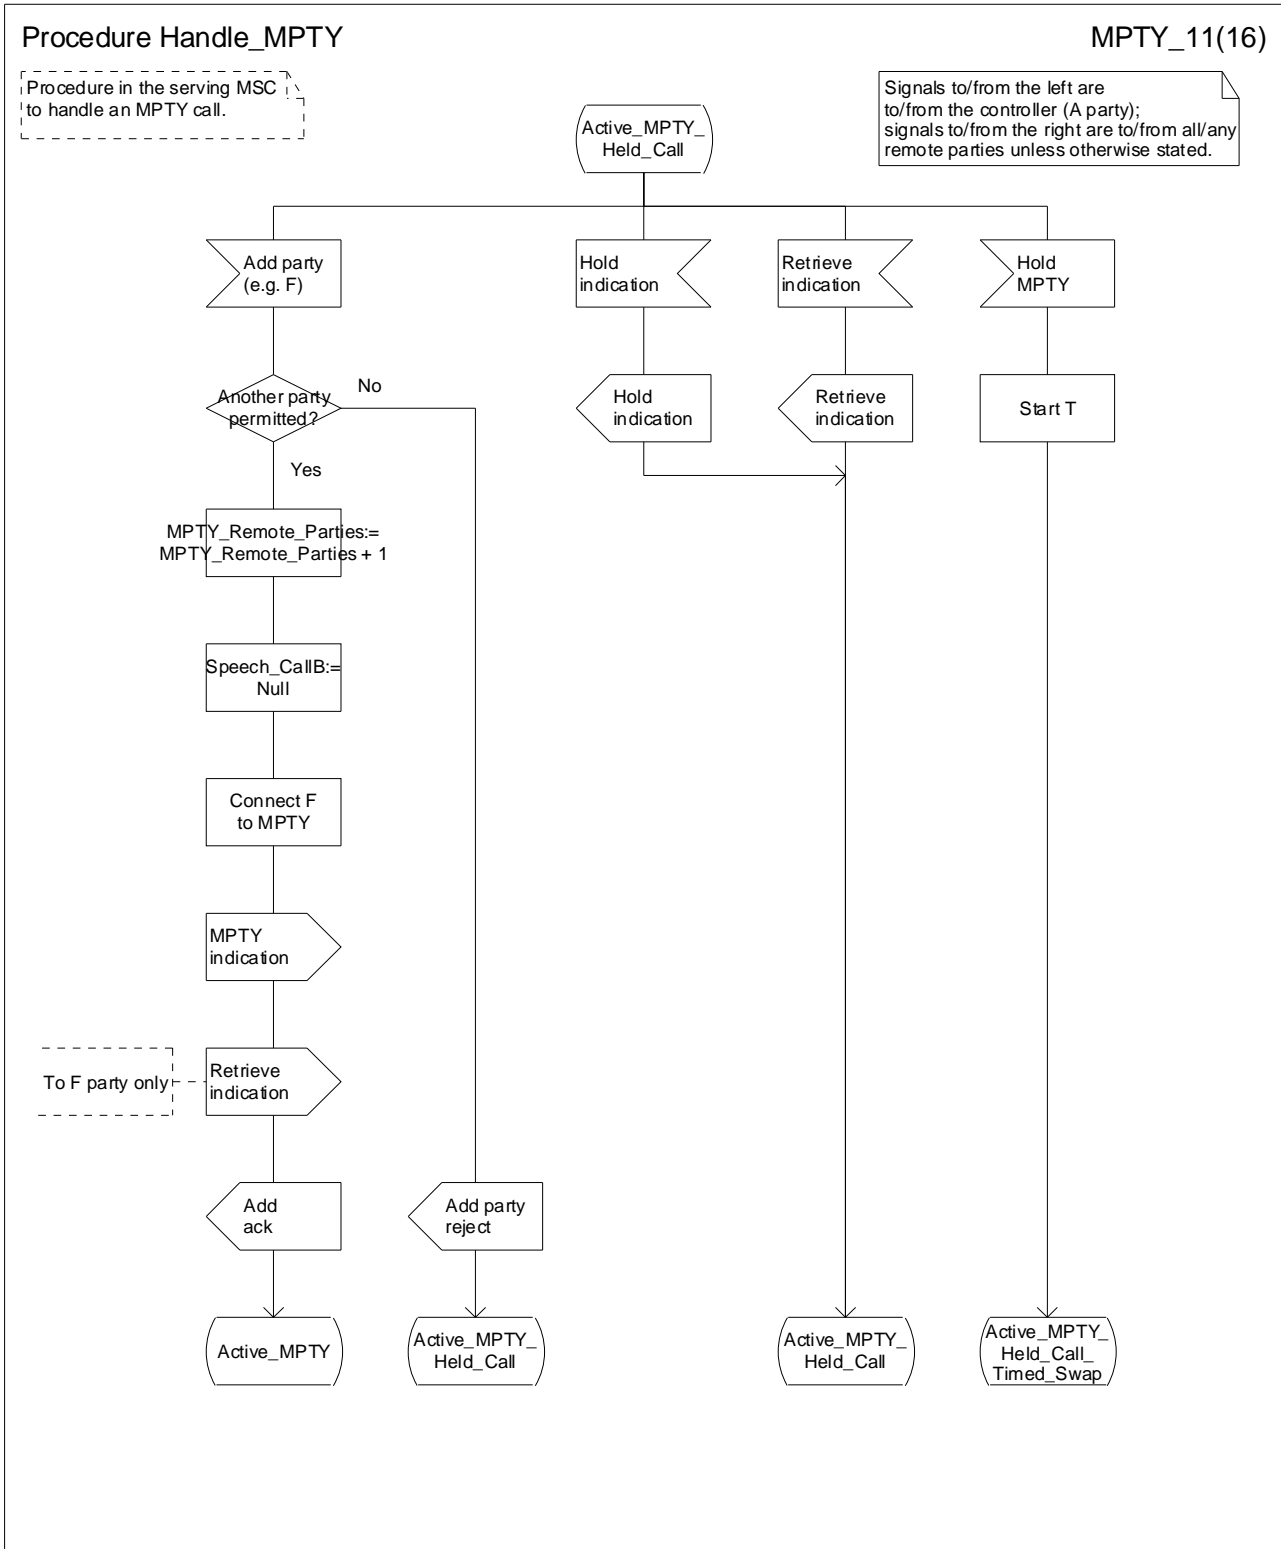 Procedure Handle_MPTY
MPTY_11(16)
Procedure in the serving MSC
to handle an MPTY call.
Signals to/from the left are
to/from the controller (A party);
signals to/from the right are to/from all/any
remote parties unless otherwise stated.
Active_MPTY_
Held_Call
Add party
(e.g. F)
Hold
indication
Retrieve
indication
Hold
MPTY
Another party
permitted?
No
Yes
Hold
indication
Retrieve
indication
Start T
MPTY_Remote_Parties:=
MPTY_Remote_Parties + 1
Speech_CallB:=
Null
Connect F
to MPTY
MPTY
indication
To F party only
Retrieve
indication
Add
ack
Add party
reject
Active_MPTY
Active_MPTY_
Held_Call
Active_MPTY_
Held_Call
Active_MPTY_
Held_Call_
Timed_Swap